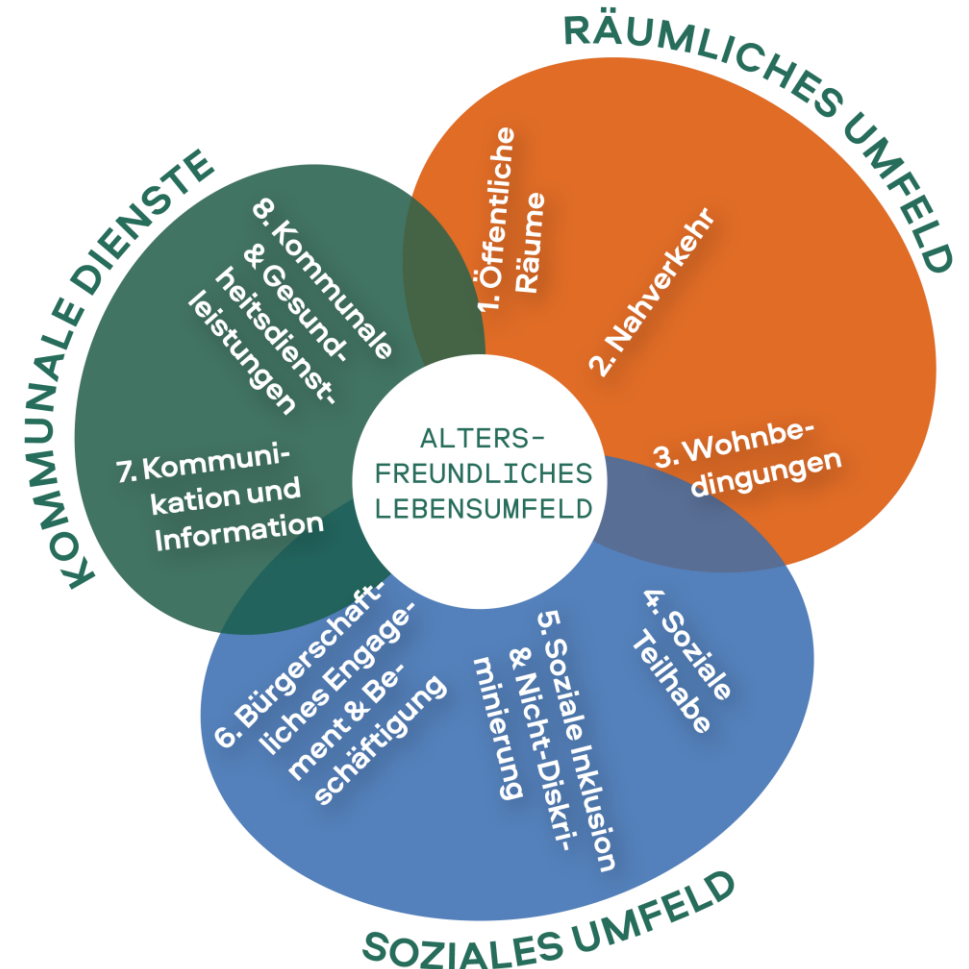 RÄUMLICHES UMFELD
1. Öffentliche
Räume
2. Nahverkehr
3. Wohnbe-
dingungen
SOZIALES UMFELD
4. Soziale
Teilhabe
5. Soziale Inklusion
& Nicht-Diskri-
minierung
6. Bürgerschaft-
liches Engage-
ment & Be-
schäftigung
KOMMUNALE DIENSTE
7. Kommuni-
kation und
Information
8. Kommunale
& Gesund-
heitsdienst-
leistungen
ALTERS-
FREUNDLICHES
LEBENSUMFELD